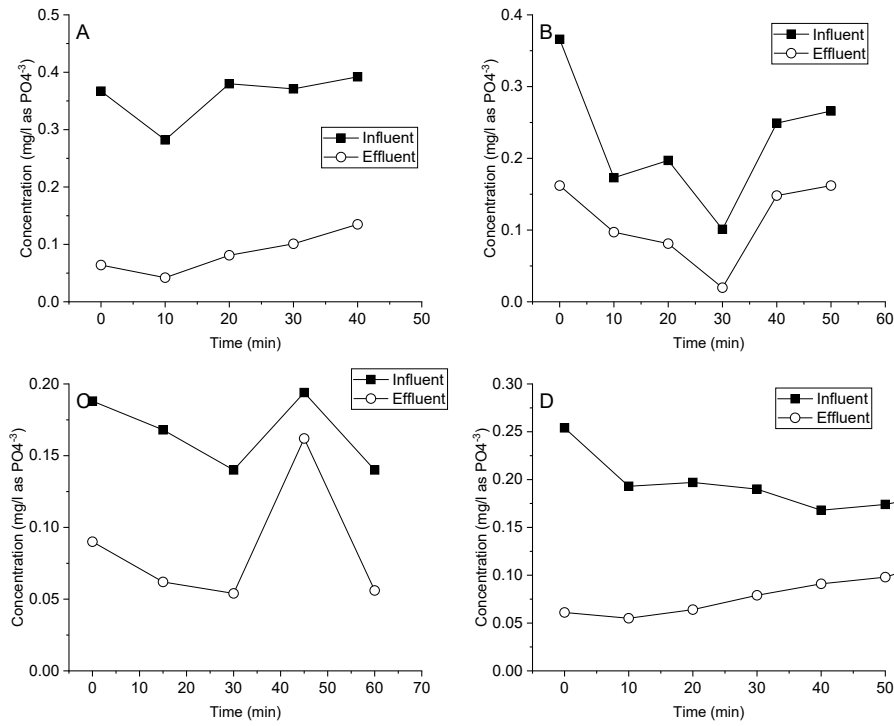 A
Influent
Effluent
0.5
0.4
0.3
0.2
0.1
0.0
0
10
20
30
40
50
Time (min)
Concentration (mg/l as PO4⁻³)
B
Influent
Effluent
0.4
0.3
0.2
0.1
0.0
0
10
20
30
40
50
60
Time (min)
Concentration (mg/l as PO4⁻³)
C
Influent
Effluent
0.20
0.15
0.10
0.05
0.00
0
10
20
30
40
50
60
70
Time (min)
Concentration (mg/l as PO4⁻³)
D
Influent
Effluent
0.30
0.25
0.20
0.15
0.10
0.05
0.00
0
10
20
30
40
50
Time (min)
Concentration (mg/l as PO4⁻³)